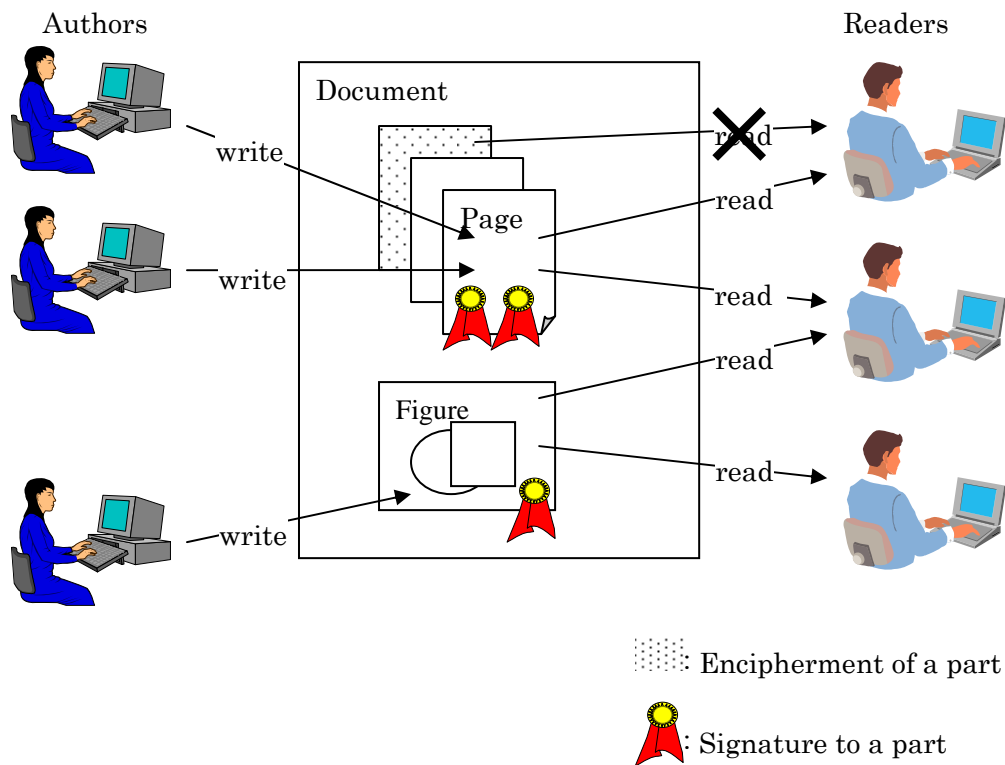 Authors
Readers
Document
write
read
read
Page
write
read
read
Figure
read
write
: Encipherment of a part
: Signature to a part